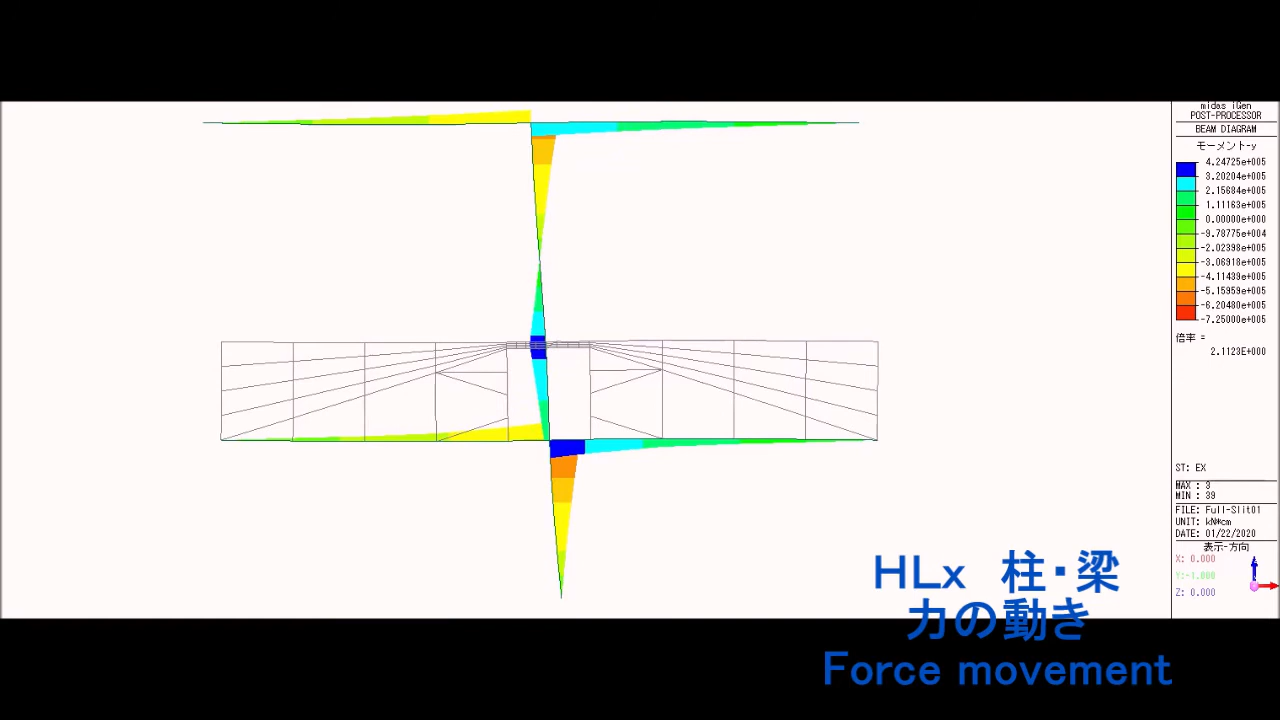 midas iGen
POST-PROCESSOR
BEAM DIAGRAM
モーメント-y
4.24725e+005
3.20204e+005
2.15684e+005
1.11163e+005
0.00000e+000
-9.78775e+004
-2.02398e+005
-3.06918e+005
-4.11439e+005
-5.15959e+005
-6.20480e+005
-7.25000e+005
倍率 =
2.1128E+000
ST: EX
MAX : 3
MIN : 39
FILE: Full-Slit01
UNIT: kN*cm
DATE: 01/22/2020
表示-方向
X: 0.000
Y:-1.000
Z: 0.000
HLx 柱・梁
力の動き
Force movement